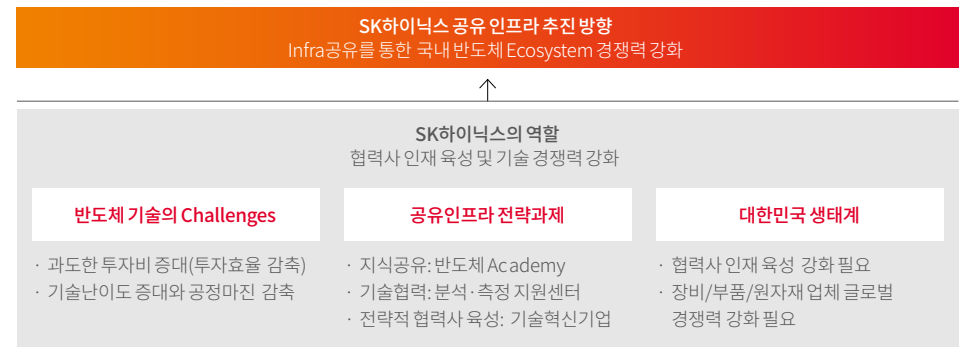 SK하이닉스 공유 인프라 추진 방향
Infra공유를 통한 국내 반도체 Ecosystem 경쟁력 강화
SK하이닉스의 역할
협력사 인재 육성 및 기술 경쟁력 강화
반도체 기술의 Challenges
· 과도한 투자비 증대(투자효율 감축)
· 기술난이도 증대와 공정마진 감축
공유인프라 전략과제
· 지식공유: 반도체 Academy
· 기술협력: 분석·측정 지원센터
· 전략적 협력사 육성: 기술혁신기업
대한민국 생태계
· 협력사 인재 육성 강화 필요
· 장비/부품/원자재 업체 글로벌
경쟁력 강화 필요